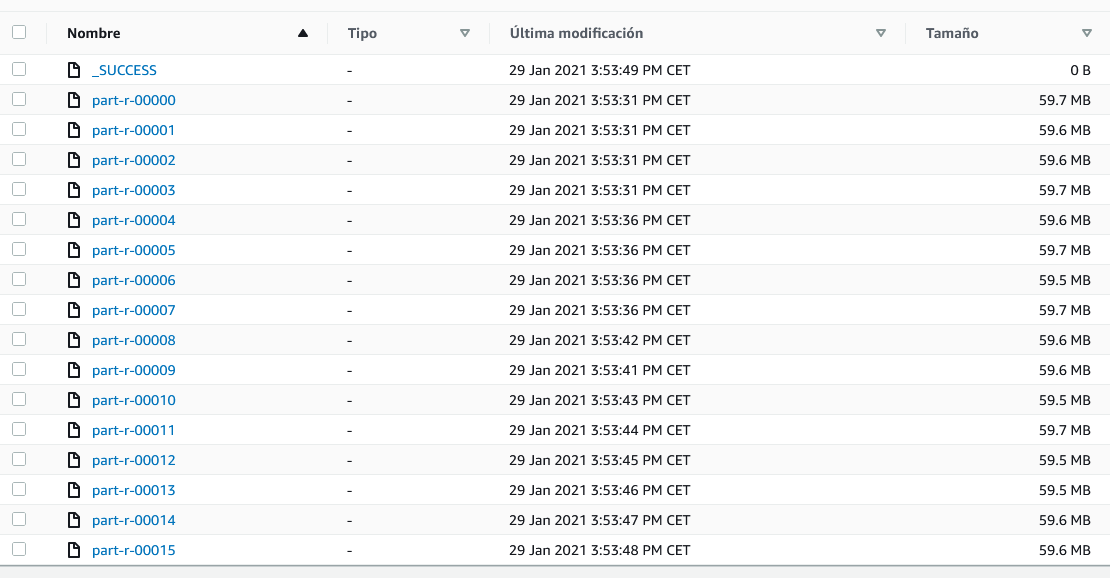 Nombre Tipo Última modificación Tamaño
_SUCCESS - 29 Jan 2021 3:53:49 PM CET 0 B
part-r-00000 - 29 Jan 2021 3:53:31 PM CET 59.7 MB
part-r-00001 - 29 Jan 2021 3:53:31 PM CET 59.6 MB
part-r-00002 - 29 Jan 2021 3:53:31 PM CET 59.6 MB
part-r-00003 - 29 Jan 2021 3:53:31 PM CET 59.7 MB
part-r-00004 - 29 Jan 2021 3:53:36 PM CET 59.6 MB
part-r-00005 - 29 Jan 2021 3:53:36 PM CET 59.7 MB
part-r-00006 - 29 Jan 2021 3:53:36 PM CET 59.5 MB
part-r-00007 - 29 Jan 2021 3:53:36 PM CET 59.7 MB
part-r-00008 - 29 Jan 2021 3:53:42 PM CET 59.6 MB
part-r-00009 - 29 Jan 2021 3:53:41 PM CET 59.6 MB
part-r-00010 - 29 Jan 2021 3:53:43 PM CET 59.5 MB
part-r-00011 - 29 Jan 2021 3:53:44 PM CET 59.7 MB
part-r-00012 - 29 Jan 2021 3:53:45 PM CET 59.5 MB
part-r-00013 - 29 Jan 2021 3:53:46 PM CET 59.5 MB
part-r-00014 - 29 Jan 2021 3:53:47 PM CET 59.6 MB
part-r-00015 - 29 Jan 2021 3:53:48 PM CET 59.6 MB